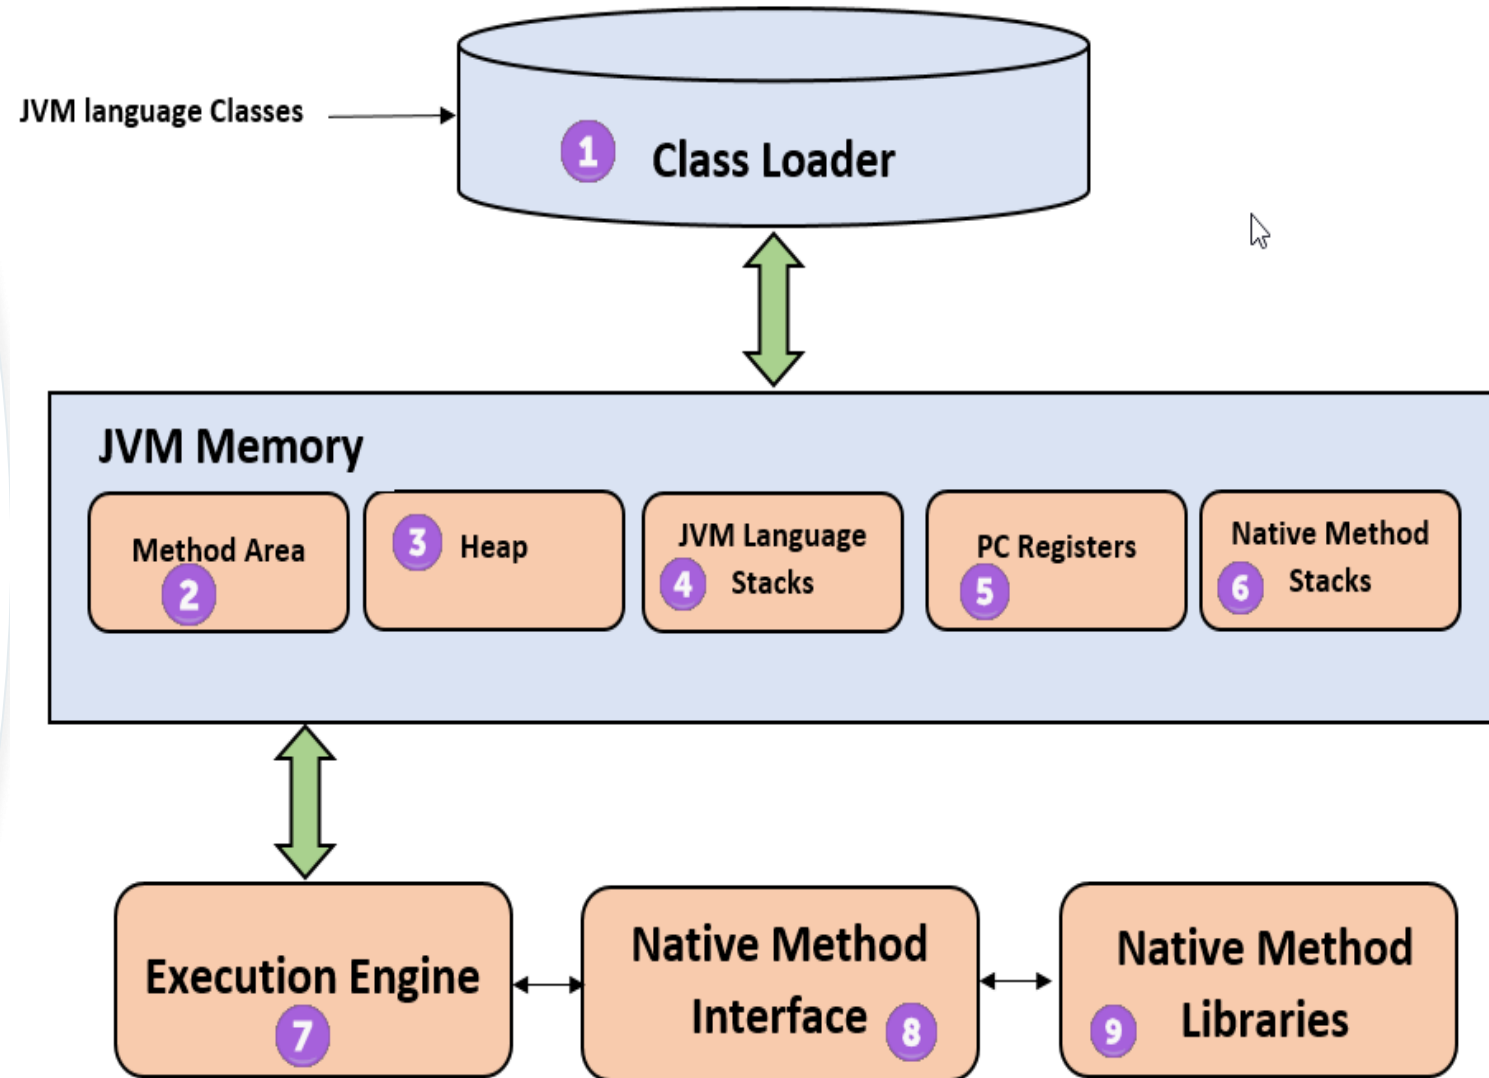 JVM language Classes
1 Class Loader
JVM Memory
Method Area
2
3 Heap
JVM Language
4 Stacks
PC Registers
5
Native Method
6 Stacks
Execution Engine
7
Native Method
Interface 8
Native Method
9 Libraries